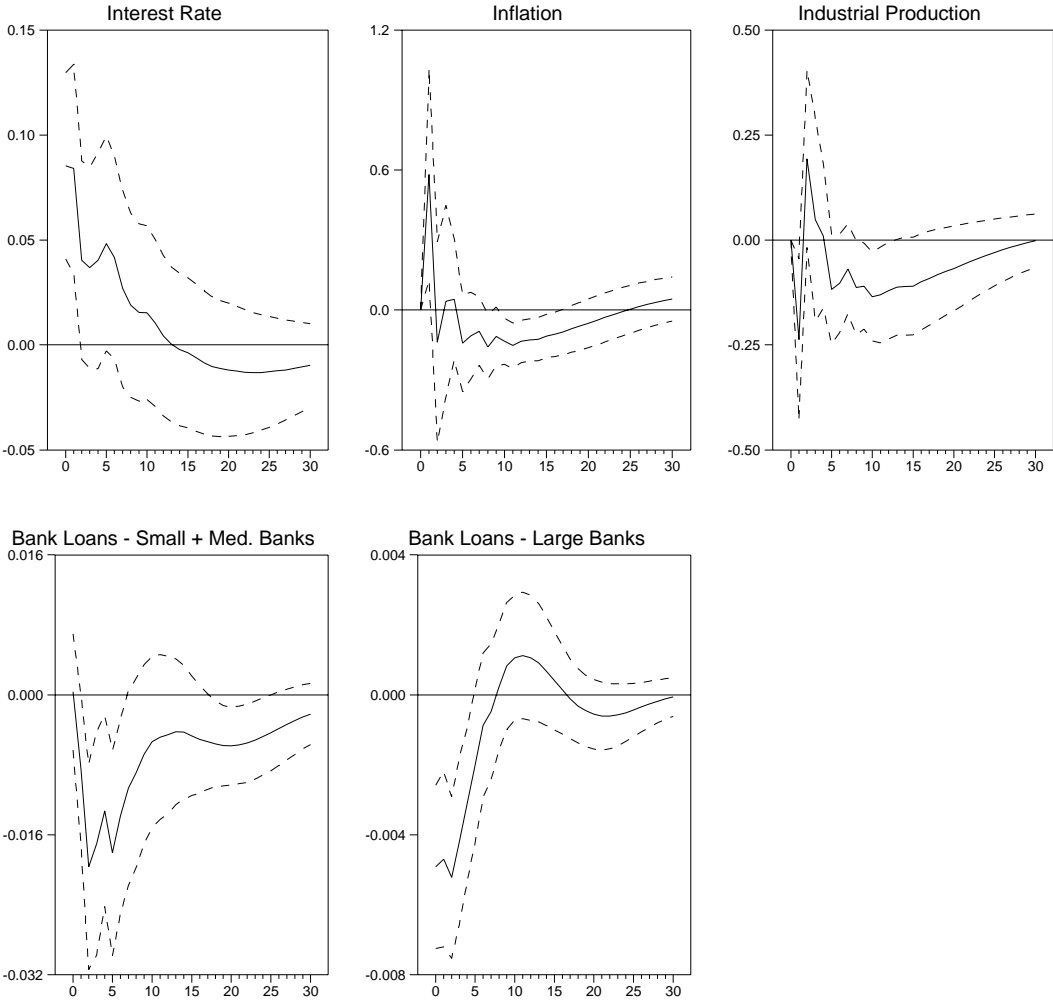 Interest Rate
0.15
0.10
0.05
0.00
-0.05
0 5 10 15 20 25 30
Inflation
1.2
0.6
0.0
-0.6
0 5 10 15 20 25 30
Industrial Production
0.50
0.25
0.00
-0.25
-0.50
0 5 10 15 20 25 30
Bank Loans - Small + Med. Banks
0.016
0.000
-0.016
-0.032
0 5 10 15 20 25 30
Bank Loans - Large Banks
0.004
0.000
-0.004
-0.008
0 5 10 15 20 25 30